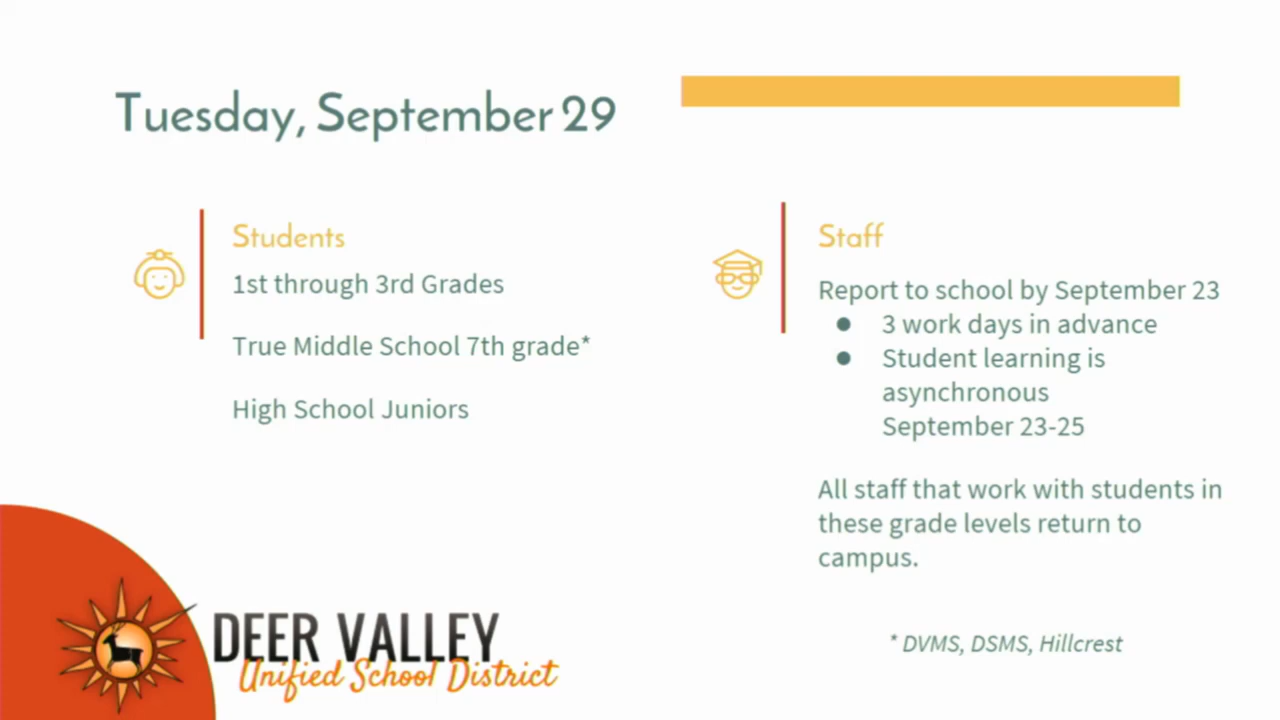 Tuesday, September 29
Students
1st through 3rd Grades
True Middle School 7th grade*
High School Juniors
Staff
Report to school by September 23
● 3 work days in advance
● Student learning is
asynchronous
September 23-25
All staff that work with students in
these grade levels return to
campus.
* DVMS, DSMS, Hillcrest
DEER VALLEY
Unified School District